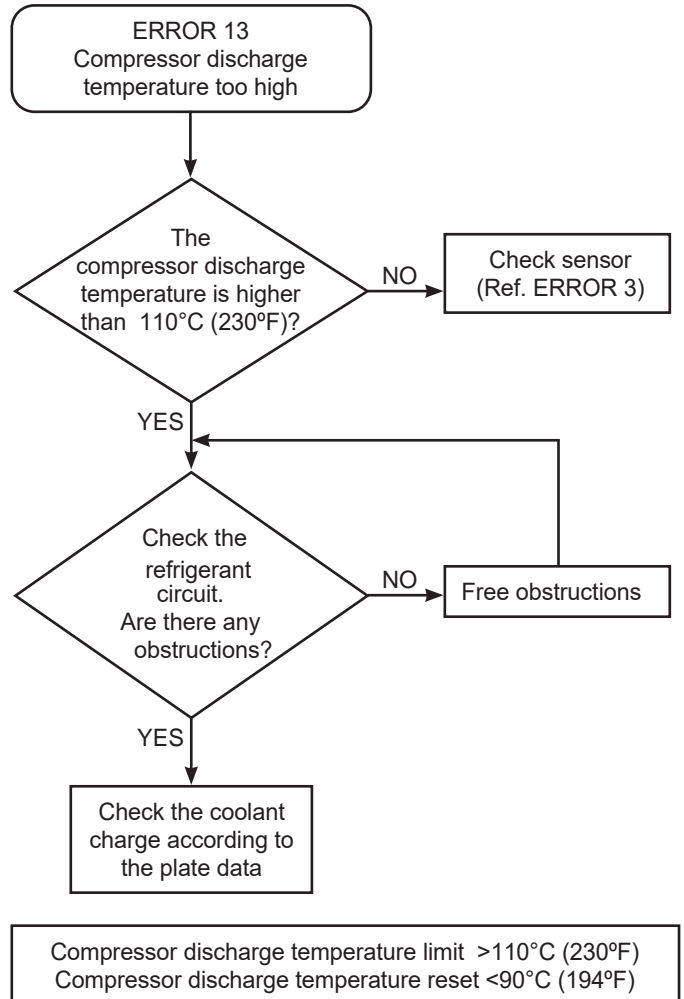 ERROR 13
Compressor discharge
temperature too high
The
compressor discharge
temperature is higher
than 110°C (230ºF)?
NO
Check sensor
(Ref. ERROR 3)
YES
Check the
refrigerant
circuit.
Are there any
obstructions?
NO
Free obstructions
YES
Check the coolant
charge according to
the plate data
Compressor discharge temperature limit >110°C (230ºF)
Compressor discharge temperature reset <90°C (194ºF)